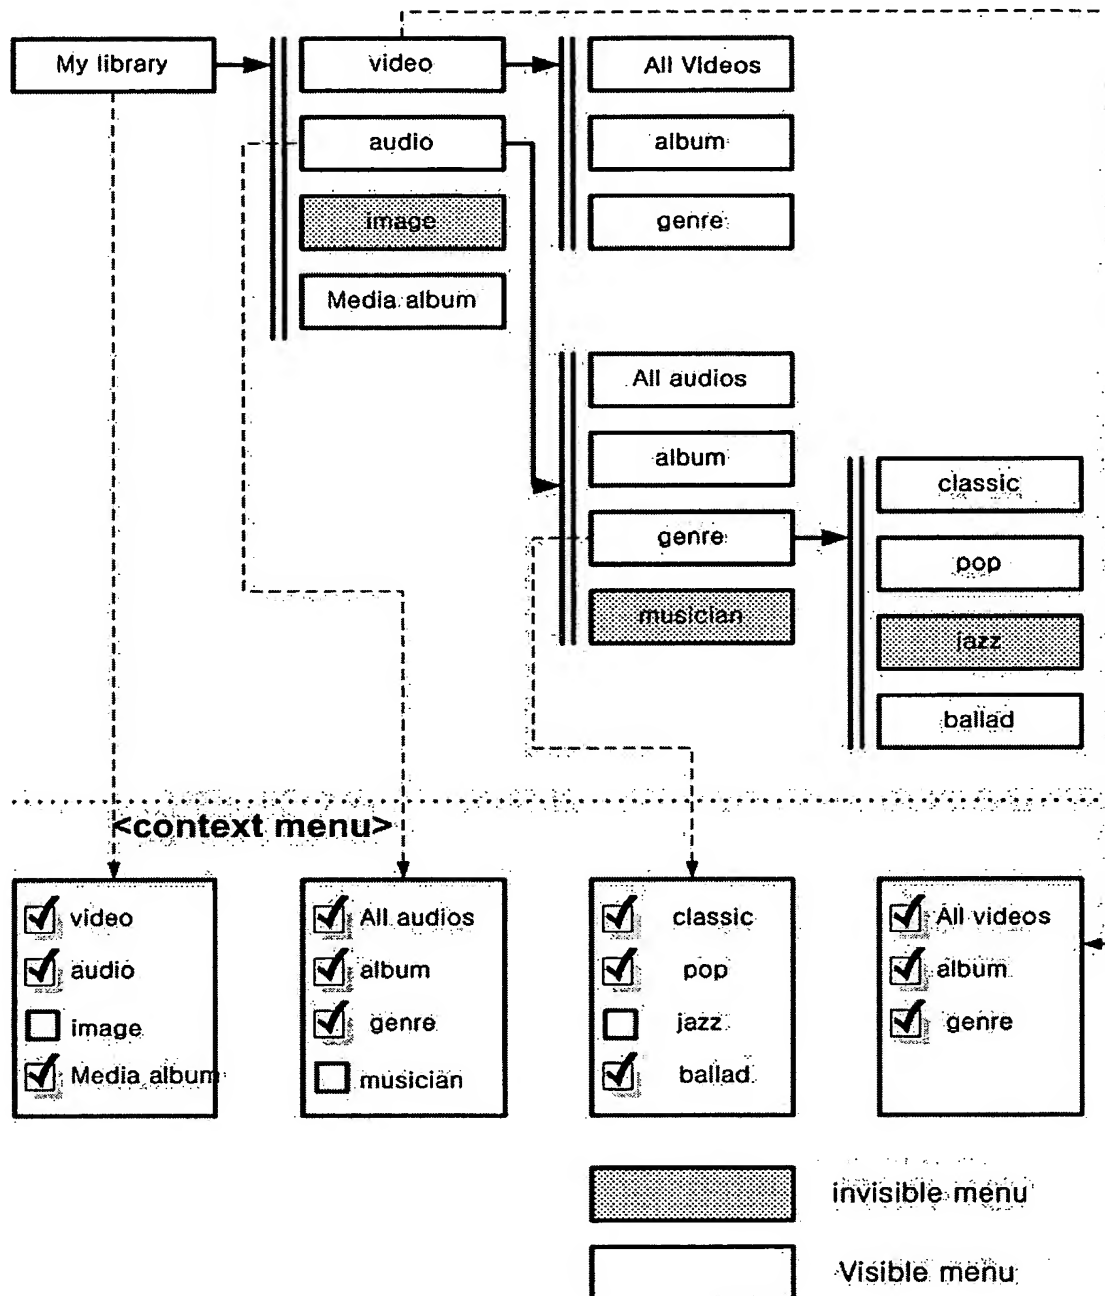 My library
video
All Videos
audio
album
image
genre
Media album
All audios
album
genre
musician
classic
pop
jazz
ballad
<context menu>
video
audio
image
Media album
All audios
album
genre
musician
classic
pop
jazz
ballad
All videos
album
genre
invisible menu
Visible menu